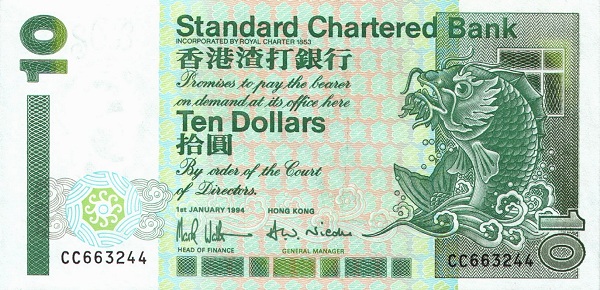 10
Standard Chartered Bank
INCORPORATED BY ROYAL CHARTER 1853
香港渣打銀行
Promises to pay the bearer
on demand at its office here
Ten Dollars
拾圓
By order of the Court
of Directors.
1st JANUARY 1994 HONG KONG
HEAD OF FINANCE GENERAL MANAGER
CC663244 CC663244
10